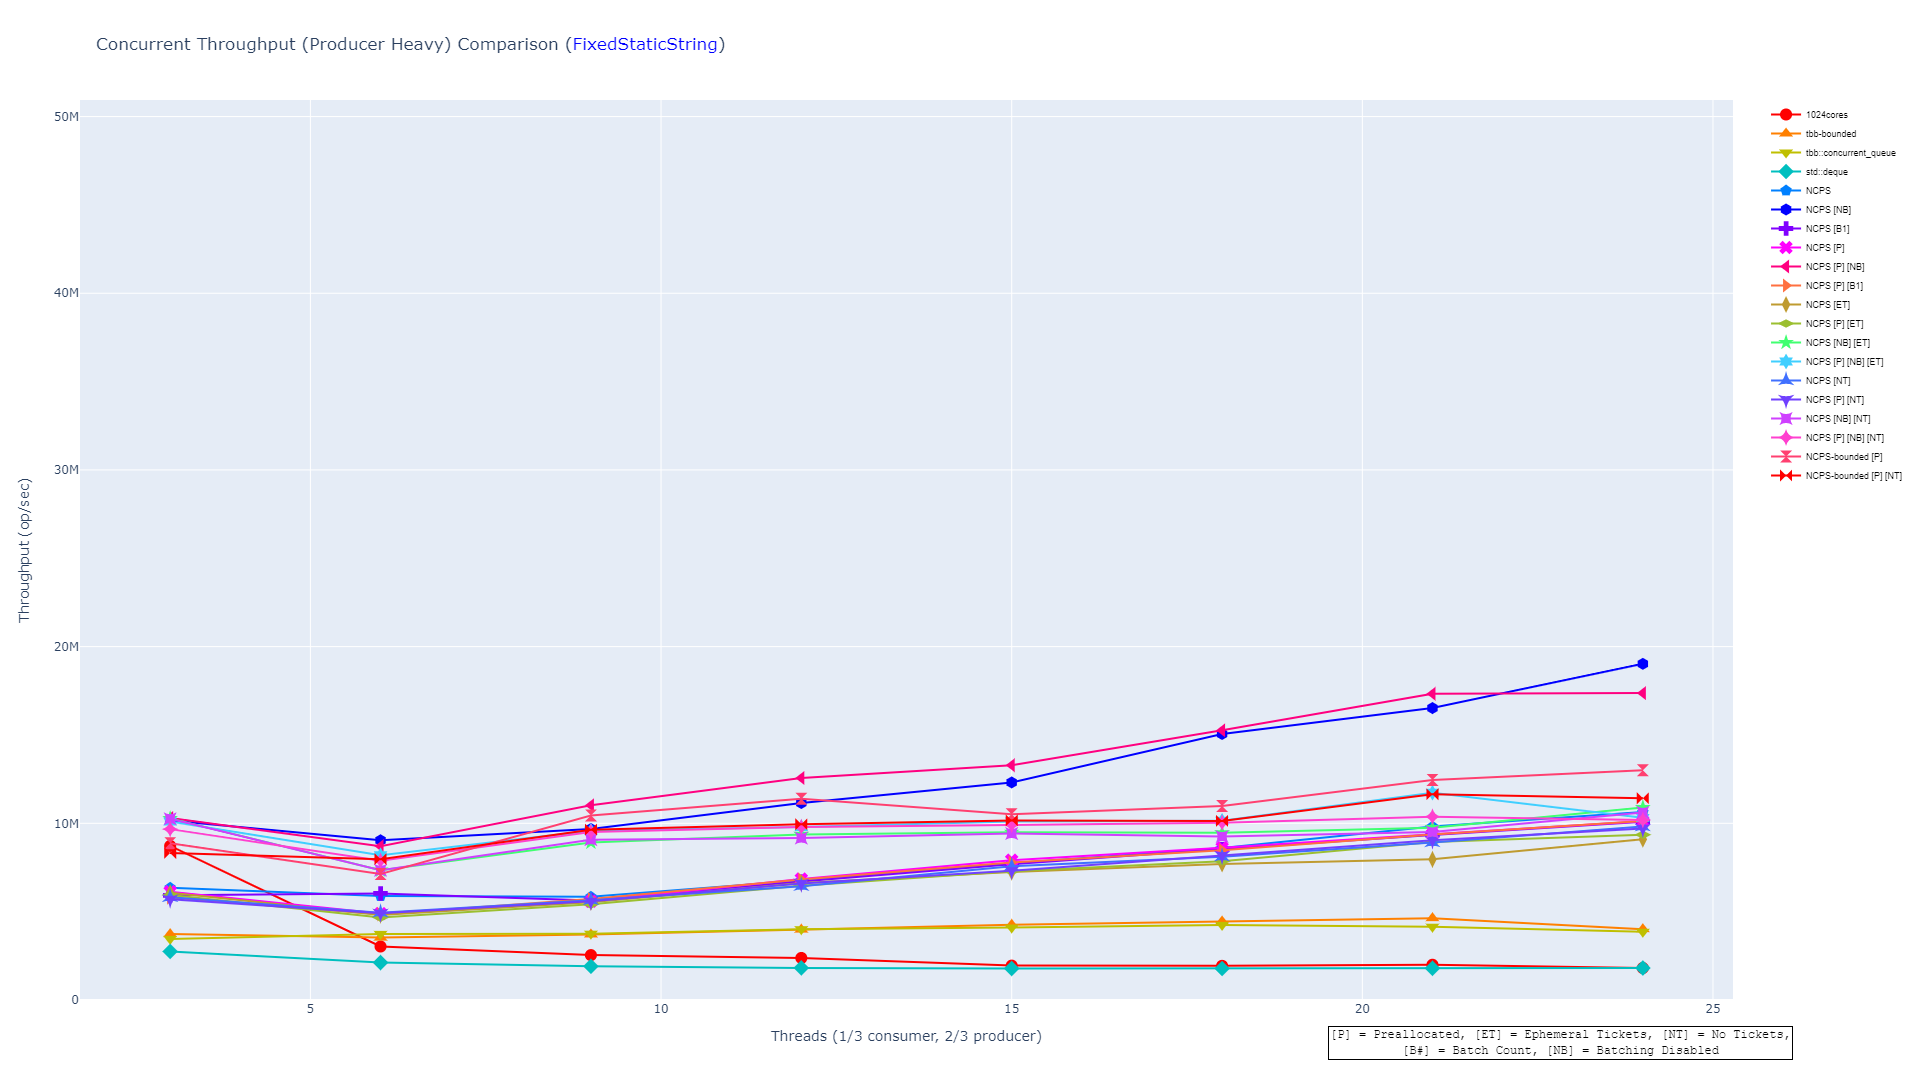 Concurrent Throughput (Producer Heavy) Comparison (FixedStaticString)
50M
40M
30M
20M
10M
0
Throughput (op/sec)
5
10
15
20
25
Threads (1/3 consumer, 2/3 producer)
1024cores
tbb-bounded
tbb::concurrent_queue
std::deque
NCPS
NCPS [NB]
NCPS [B1]
NCPS [P]
NCPS [P] [NB]
NCPS [P] [B1]
NCPS [ET]
NCPS [P] [ET]
NCPS [NB] [ET]
NCPS [P] [NB] [ET]
NCPS [NT]
NCPS [P] [NT]
NCPS [NB] [NT]
NCPS [P] [NB] [NT]
NCPS-bounded [P]
NCPS-bounded [P] [NT]
[P] = Preallocated, [ET] = Ephemeral Tickets, [NT] = No Tickets,
[B#] = Batch Count, [NB] = Batching Disabled